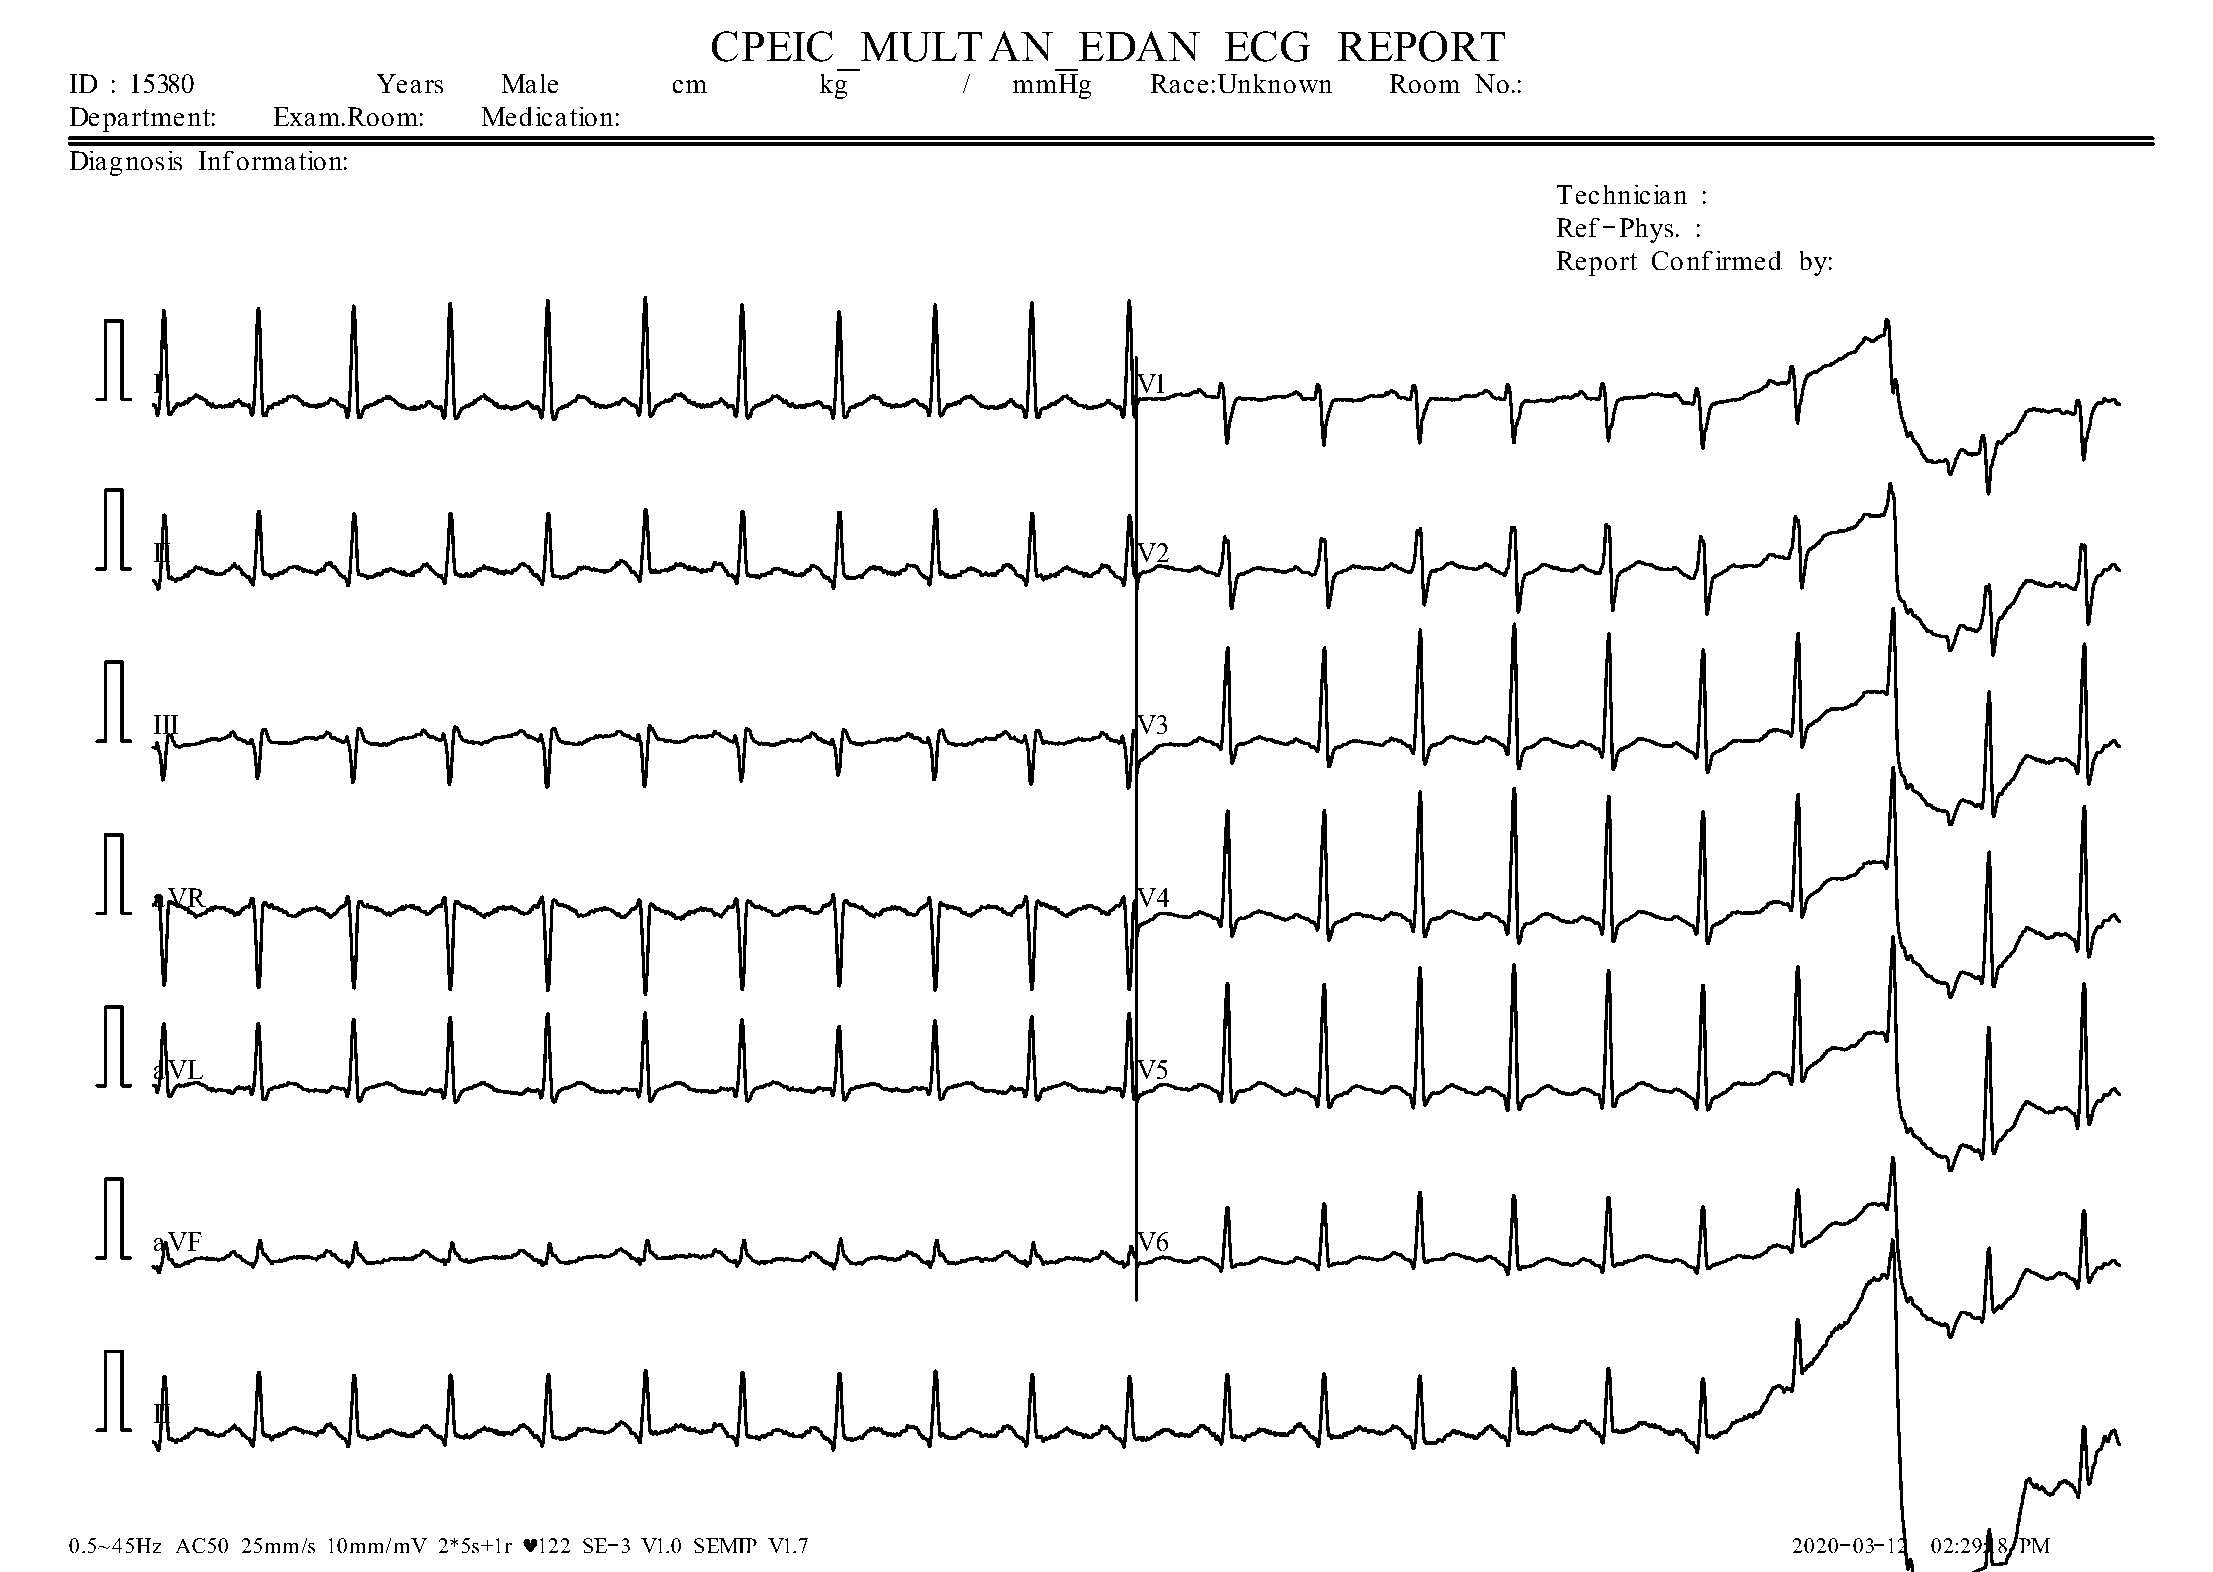 CPEIC_MULTAN_EDAN ECG REPORT
ID : 15380 Years Male cm kg / mmHg Race:Unknown Room No.:
Department: Exam.Room: Medication:
Diagnosis Information:
Technician :
Ref-Phys. :
Report Confirmed by:
I V1
II V2
III V3
aVR V4
aVL V5
aVF V6
II
0.5~45Hz AC50 25mm/s 10mm/mV 2*5s+1r ♥122 SE-3 V1.0 SEMIP V1.7 2020-03-12 02:29:18 PM